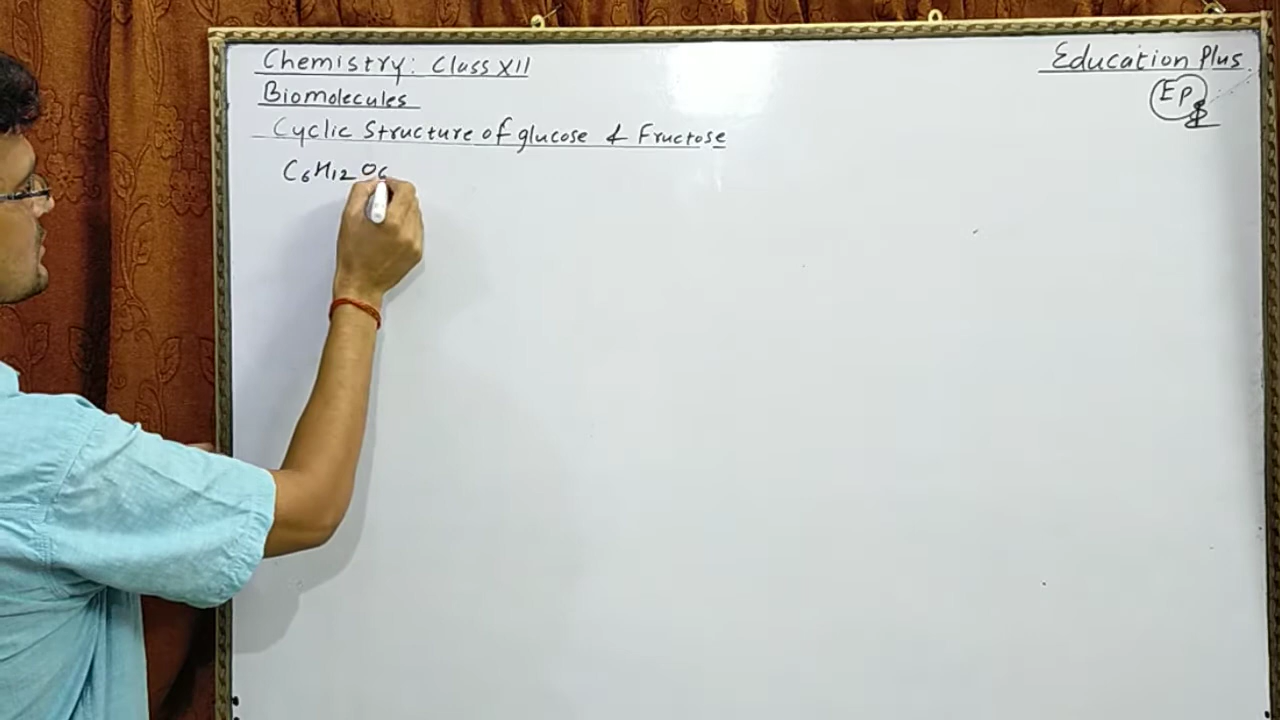 Chemistry: Class XII
Education Plus
Biomolecules
EP
Cyclic Structure of glucose & Fructose
C6H12O6